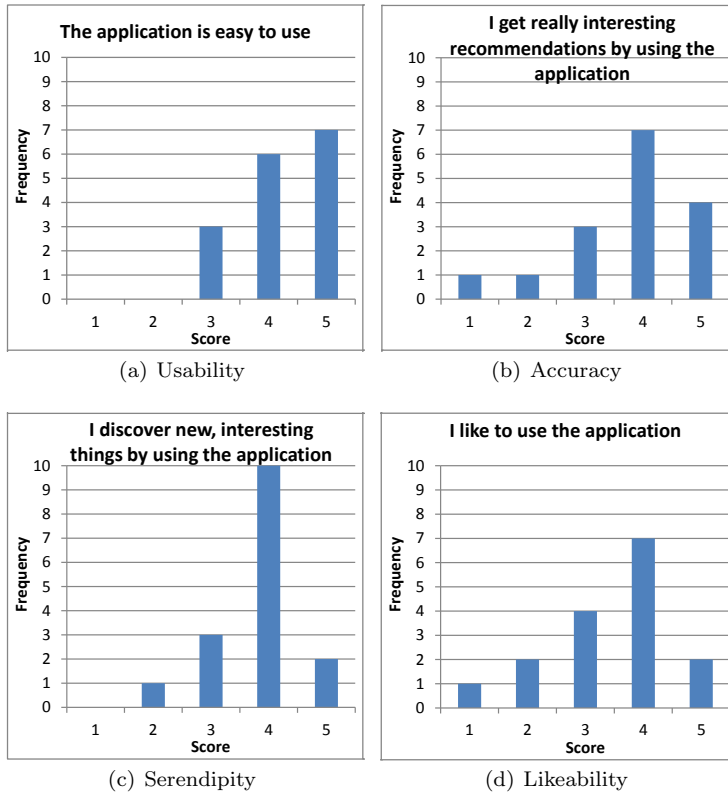 The application is easy to use
10
9
8
7
6
5
4
3
2
1
0
Frequency
1 2 3 4 5
Score
(a) Usability
I get really interesting
recommendations by using the
application
10
9
8
7
6
5
4
3
2
1
0
Frequency
1 2 3 4 5
Score
(b) Accuracy
I discover new, interesting
things by using the application
10
9
8
7
6
5
4
3
2
1
0
Frequency
1 2 3 4 5
Score
(c) Serendipity
I like to use the application
10
9
8
7
6
5
4
3
2
1
0
Frequency
1 2 3 4 5
Score
(d) Likeability